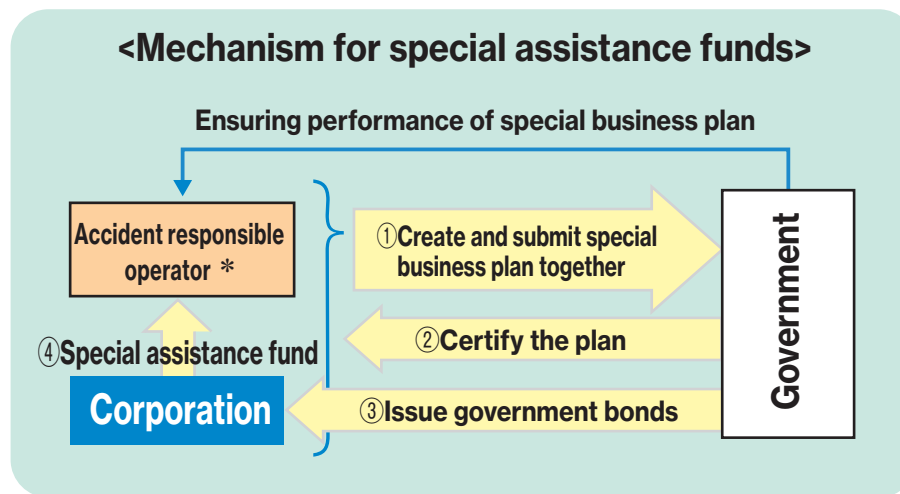 <Mechanism for special assistance funds>
Ensuring performance of special business plan
Accident responsible
operator *
①Create and submit special
business plan together
②Certify the plan
④Special assistance fund
Corporation
③Issue government bonds
Government